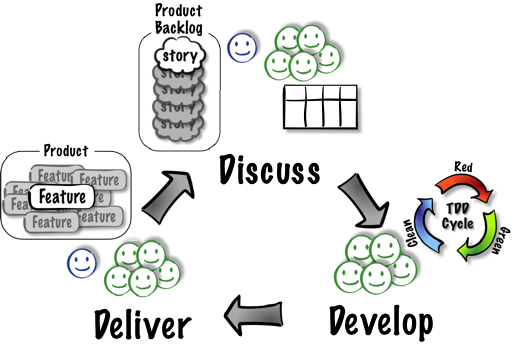 Product
Backlog
story
story
story
story
story
Discuss
Product
Feature
Feature
Feature
Feature
Feature
Red
TDD
Cycle
Green
Clean
Deliver
Develop